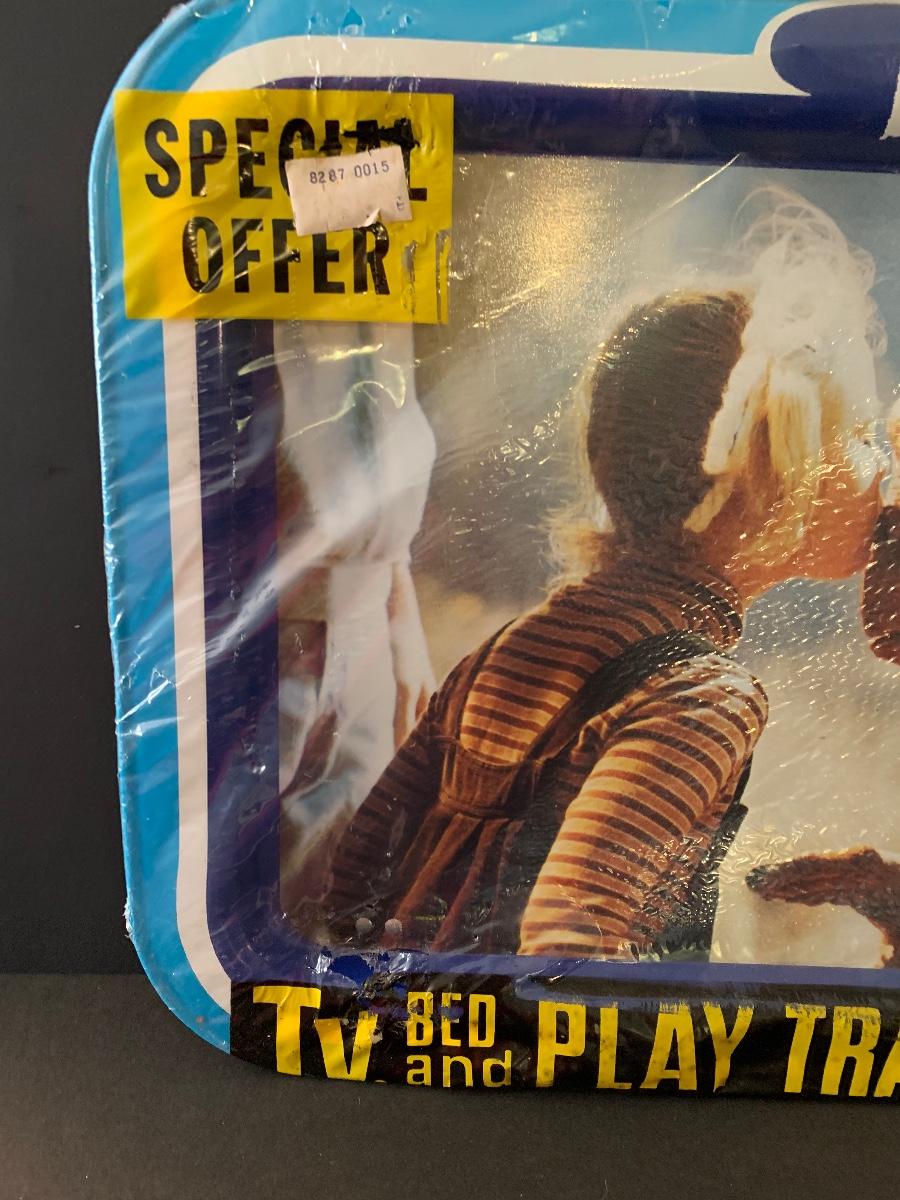 SPECIAL
OFFER
8287 0015
TV. BED and PLAY TRA